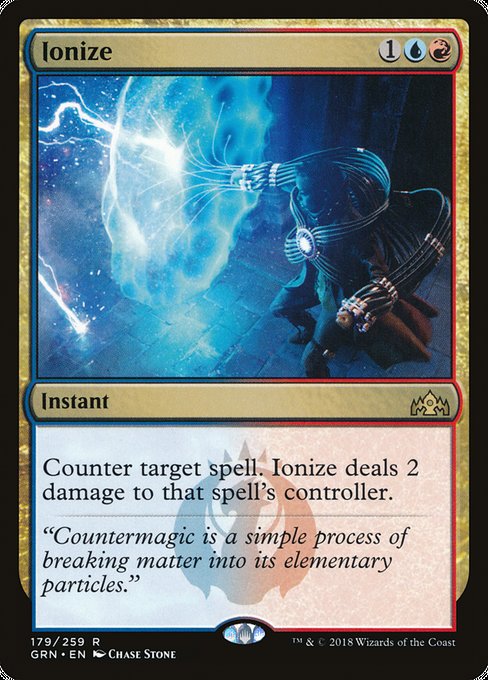 Ionize
1
Instant
Counter target spell. Ionize deals 2
damage to that spell's controller.
“Countermagic is a simple process of
breaking matter into its elementary
particles.”
179/259 R
GRN • EN Chase Stone
™ & © 2018 Wizards of the Coast